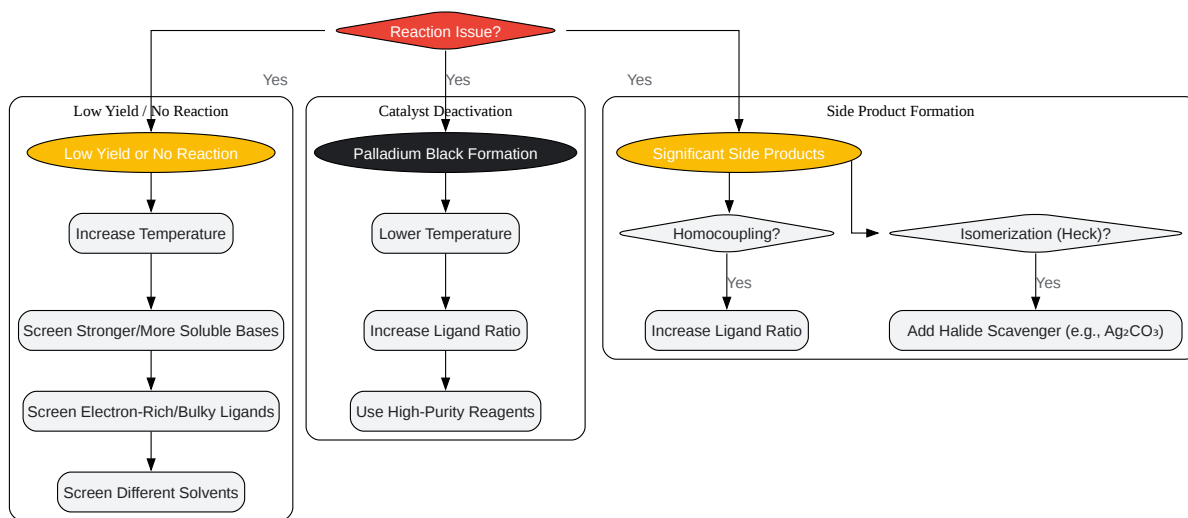 Reaction Issue?
Yes
Yes
Yes
Low Yield / No Reaction
Catalyst Deactivation
Side Product Formation
Low Yield or No Reaction
Palladium Black Formation
Significant Side Products
Increase Temperature
Lower Temperature
Homocoupling?
Isomerization (Heck)?
Yes
Yes
Screen Stronger/More Soluble Bases
Increase Ligand Ratio
Increase Ligand Ratio
Add Halide Scavenger (e.g., Ag₂CO₃)
Screen Electron-Rich/Bulky Ligands
Use High-Purity Reagents
Screen Different Solvents